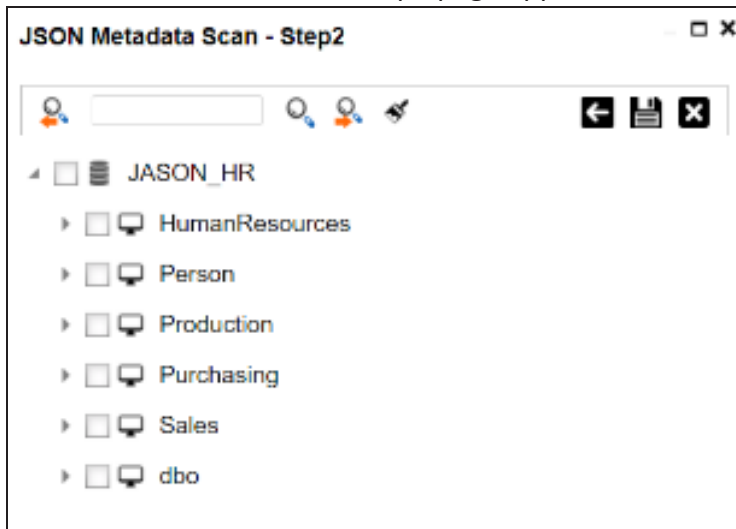 JSON Metadata Scan - Step2
JASON_HR
HumanResources
Person
Production
Purchasing
Sales
dbo